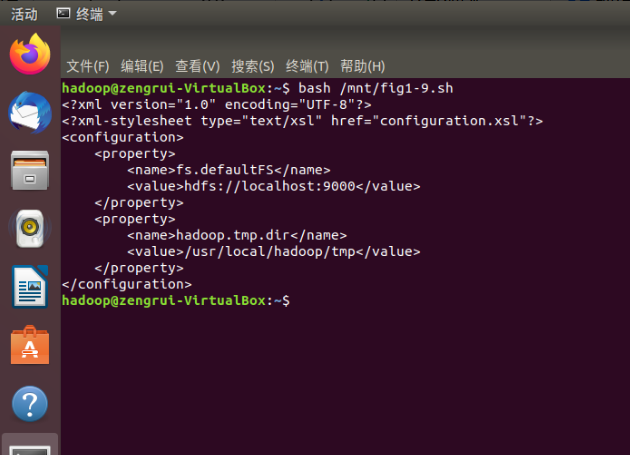 活动 终端
文件(F) 编辑(E) 查看(V) 搜索(S) 终端(T) 帮助(H)
hadoop@zengrui-VirtualBox:~$ bash /mnt/fig1-9.sh
<?xml version="1.0" encoding="UTF-8"?>
<?xml-stylesheet type="text/xsl" href="configuration.xsl"?>
<configuration>
    <property>
        <name>fs.defaultFS</name>
        <value>hdfs://localhost:9000</value>
    </property>
    <property>
        <name>hadoop.tmp.dir</name>
        <value>/usr/local/hadoop/tmp</value>
    </property>
</configuration>
hadoop@zengrui-VirtualBox:~$